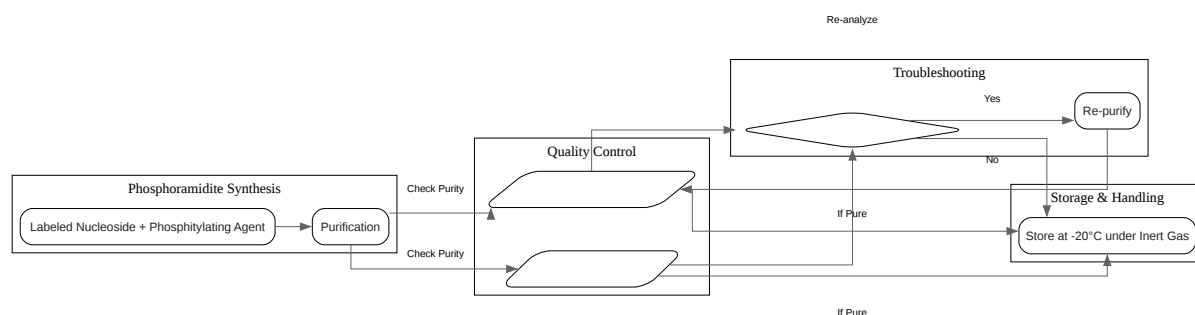 Re-analyze
Troubleshooting
Yes
Re-purify
No
Quality Control
Phosphoramidite Synthesis
Check Purity
Labeled Nucleoside + Phosphitylating Agent
Purification
Check Purity
Storage & Handling
If Pure
Store at -20°C under Inert Gas
If Pure